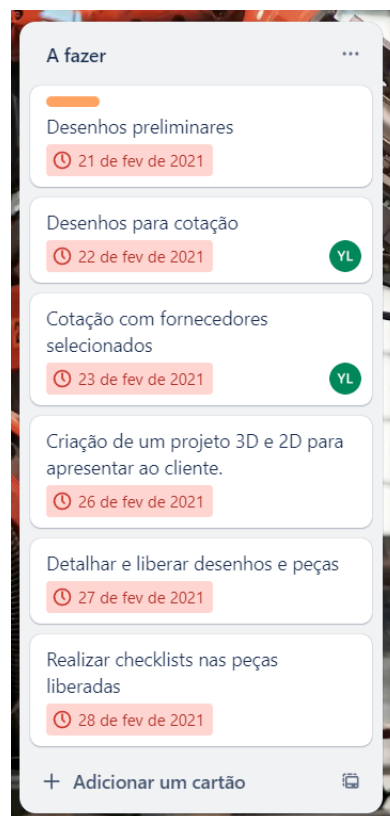 A fazer
Desenhos preliminares
21 de fev de 2021
Desenhos para cotação
22 de fev de 2021
YL
Cotação com fornecedores
selecionados
23 de fev de 2021
YL
Criação de um projeto 3D e 2D para
apresentar ao cliente.
26 de fev de 2021
Detalhar e liberar desenhos e peças
27 de fev de 2021
Realizar checklists nas peças
liberadas
28 de fev de 2021
+ Adicionar um cartão